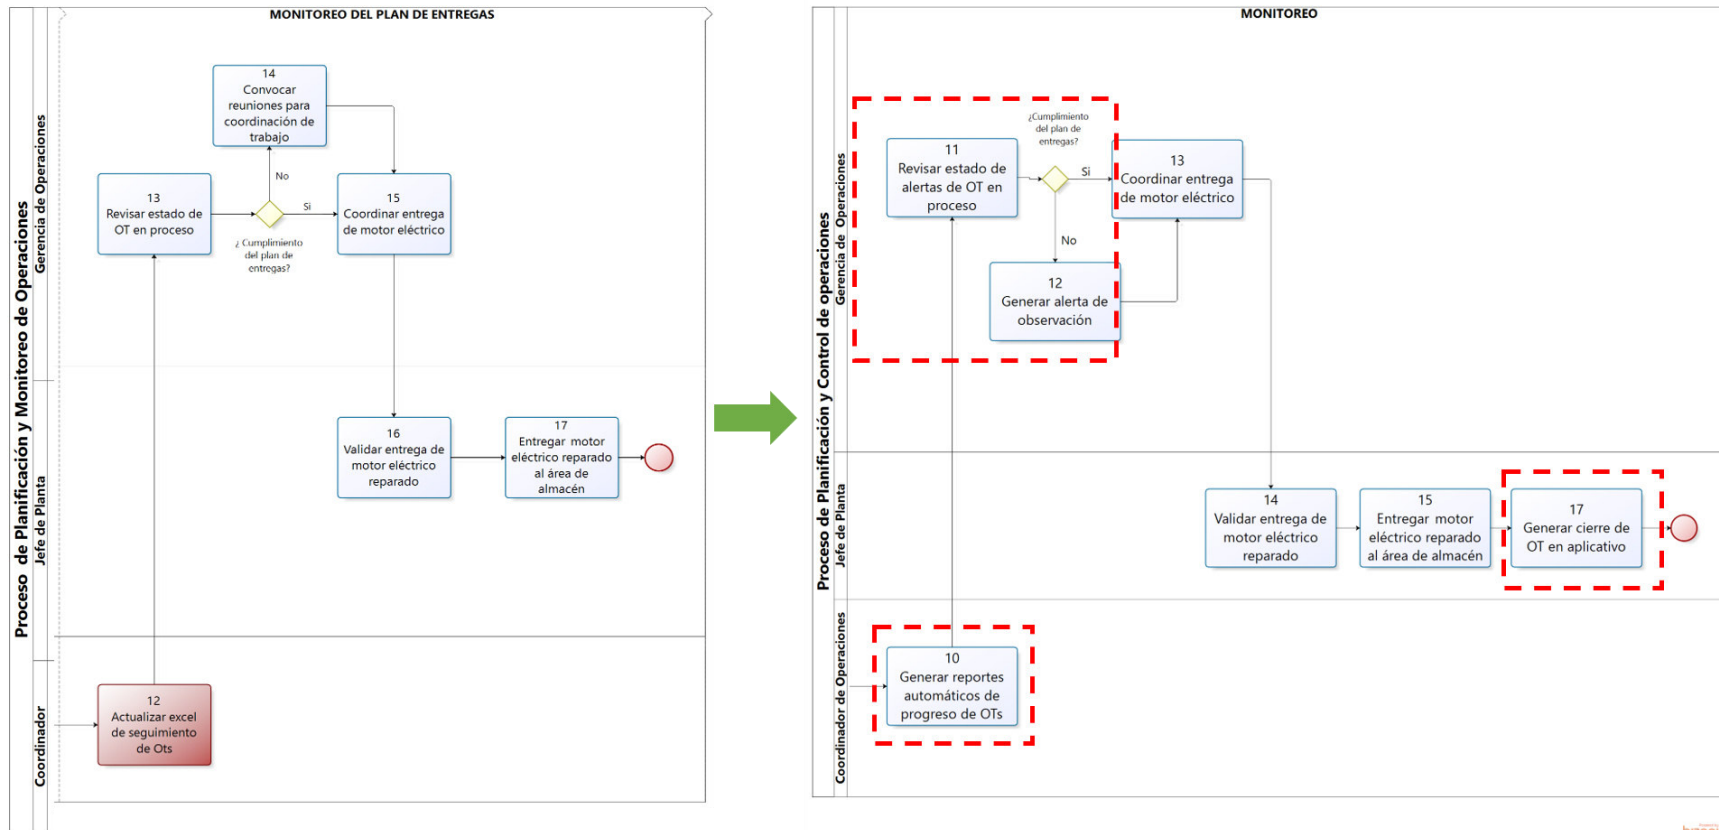 MONITOREO DEL PLAN DE ENTREGAS
Proceso de Planificación y Monitoreo de Operaciones
Gerencia de Operaciones
14
Convocar
reuniones para
coordinación de
trabajo
No
13
Revisar estado de
OT en proceso
Si
¿ Cumplimiento
del plan de
entregas?
15
Coordinar entrega
de motor eléctrico
Jefe de Planta
16
Validar entrega de
motor eléctrico
reparado
17
Entregar motor
eléctrico reparado
al área de
almacén
Coordinador
12
Actualizar excel
de seguimiento
de Ots
MONITOREO
Proceso de Planificación y Control de operaciones
Gerencia de Operaciones
11
Revisar estado de
alertas de OT en
proceso
¿Cumplimiento
del plan de
entregas?
Si
No
13
Coordinar entrega
de motor eléctrico
12
Generar alerta de
observación
Jefe de Planta
14
Validar entrega de
motor eléctrico
reparado
15
Entregar motor
eléctrico reparado
al área de almacén
17
Generar cierre de
OT en aplicativo
Coordinador de Operaciones
10
Generar reportes
automáticos de
progreso de OTs